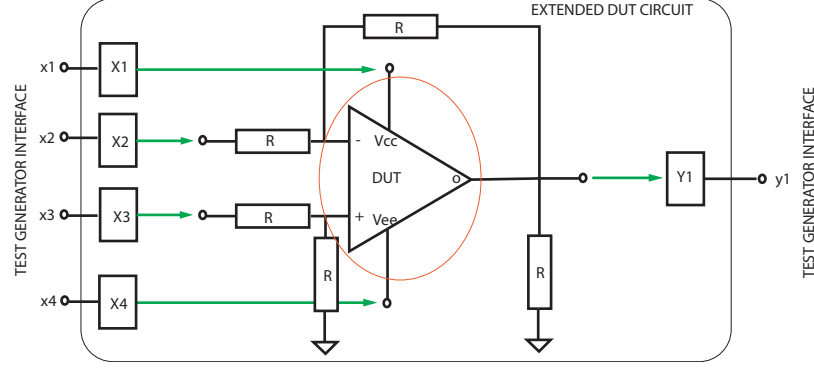 EXTENDED DUT CIRCUIT
R
x1
X1
Vcc
x2
X2
R
-
DUT
o
Y1
y1
x3
X3
R
+
Vee
R
R
x4
X4
TEST GENERATOR INTERFACE
TEST GENERATOR INTERFACE